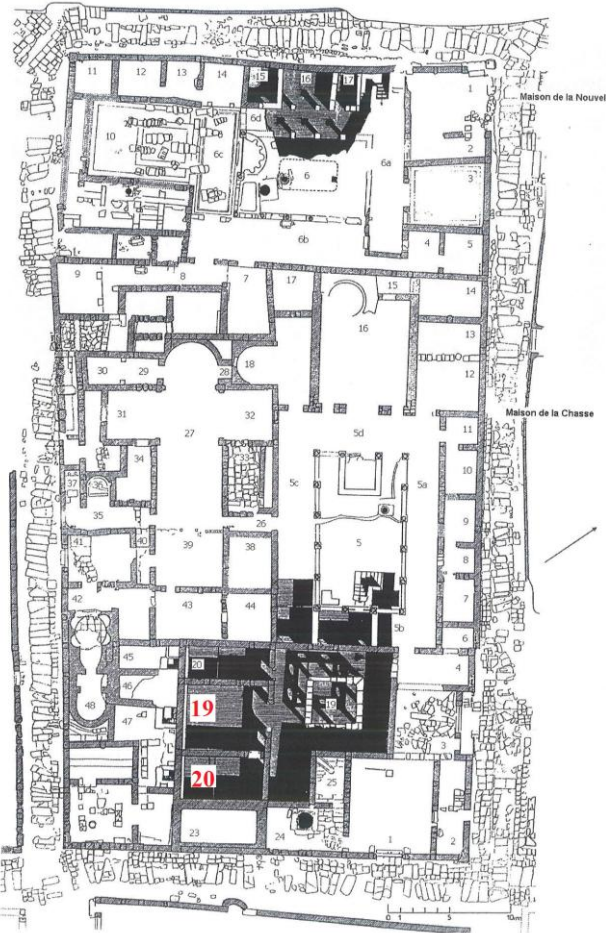 11 12 13 14 15 16 17 1
Maison de la Nouvel
10 6d 2
6c 6 6a 3
6b 4 5
9 8 7 17 15 14
16
13
30 29 28 18 12
Maison de la Chasse
31 27 32 5d 11
34 33 5c 5a 10
37 36
35 26 5 9
41 40 39 38 8
42 43 44 7
5b 6
45 20 4
46 19 19
48 47 3
20 25
23 24 1 2
0 1 5 10m